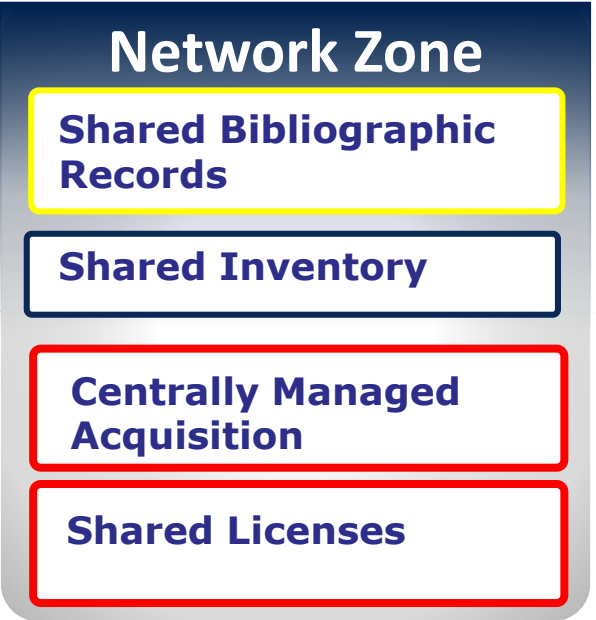 Network Zone
Shared Bibliographic
Records
Shared Inventory
Centrally Managed
Acquisition
Shared Licenses